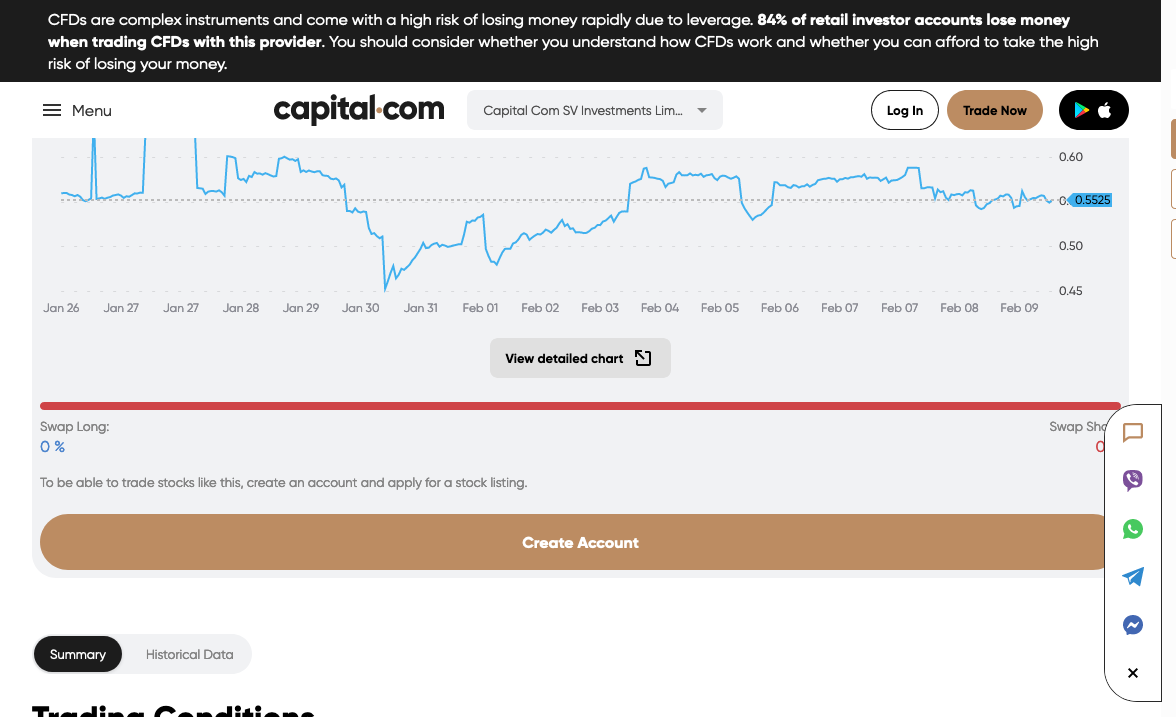 CFDs are complex instruments and come with a high risk of losing money rapidly due to leverage. 84% of retail investor accounts lose money
when trading CFDs with this provider. You should consider whether you understand how CFDs work and whether you can afford to take the high
risk of losing your money.
Menu
capital.com
Capital Com SV Investments Lim...
Log In
Trade Now
0.60
0.5525
0.50
0.45
Jan 26 Jan 27 Jan 27 Jan 28 Jan 29 Jan 30 Jan 31 Feb 01 Feb 02 Feb 03 Feb 04 Feb 05 Feb 06 Feb 07 Feb 07 Feb 08 Feb 09
View detailed chart
Swap Long:
Swap
0 %
0
To be able to trade stocks like this, create an account and apply for a stock listing.
Create Account
Summary
Historical Data
Trading Conditions